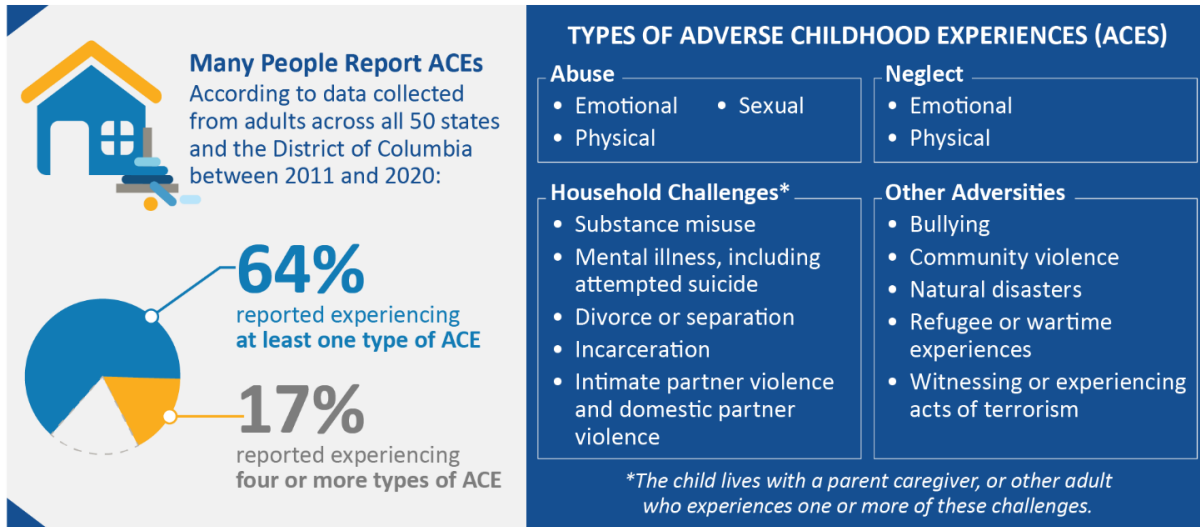 Many People Report ACEs
According to data collected
from adults across all 50 states
and the District of Columbia
between 2011 and 2020:
64%
reported experiencing
at least one type of ACE
17%
reported experiencing
four or more types of ACE
TYPES OF ADVERSE CHILDHOOD EXPERIENCES (ACES)
Abuse
• Emotional • Sexual
• Physical
Neglect
• Emotional
• Physical
Household Challenges*
• Substance misuse
• Mental illness, including
attempted suicide
• Divorce or separation
• Incarceration
• Intimate partner violence
and domestic partner
violence
Other Adversities
• Bullying
• Community violence
• Natural disasters
• Refugee or wartime
experiences
• Witnessing or experiencing
acts of terrorism
*The child lives with a parent caregiver, or other adult
who experiences one or more of these challenges.